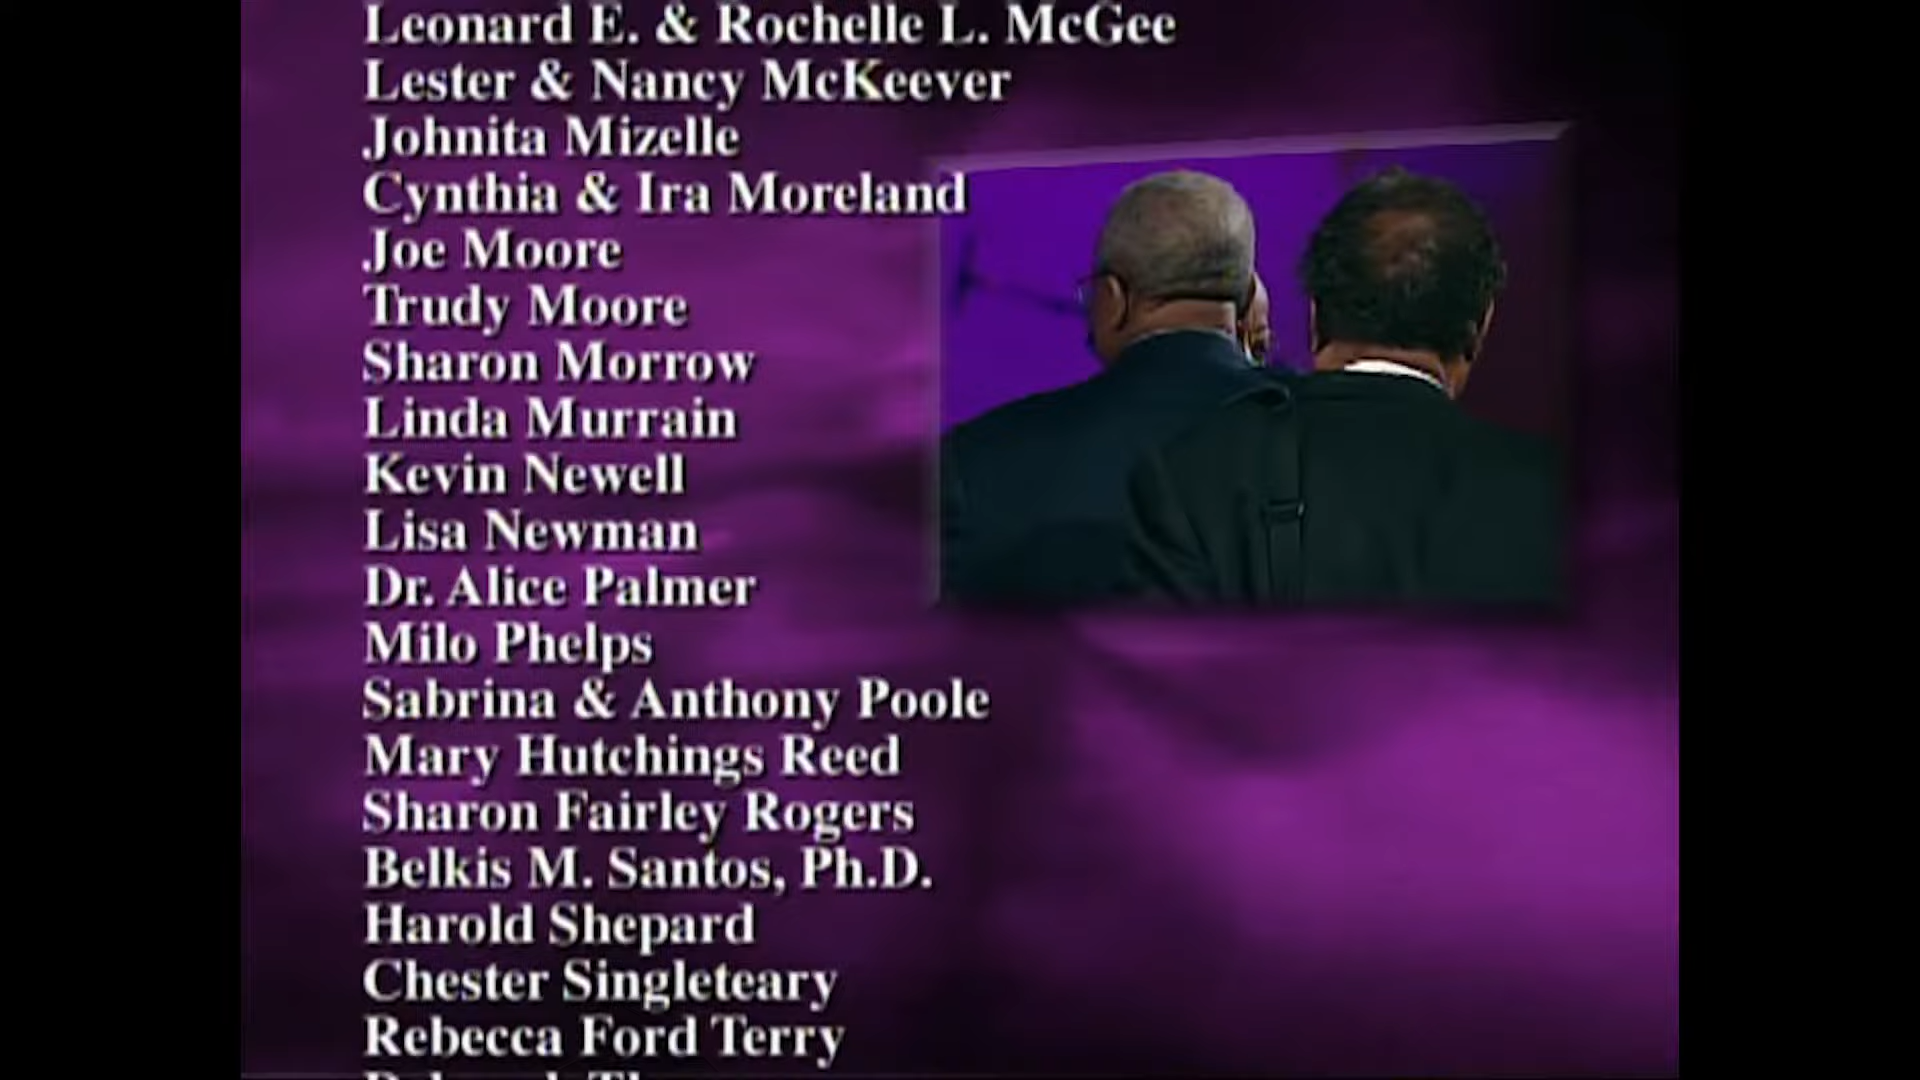 Leonard E. & Rochelle L. McGee
Lester & Nancy McKeever
Johnita Mizelle
Cynthia & Ira Moreland
Joe Moore
Trudy Moore
Sharon Morrow
Linda Murrain
Kevin Newell
Lisa Newman
Dr. Alice Palmer
Milo Phelps
Sabrina & Anthony Poole
Mary Hutchings Reed
Sharon Fairley Rogers
Belkis M. Santos, Ph.D.
Harold Shepard
Chester Singleteary
Rebecca Ford Terry